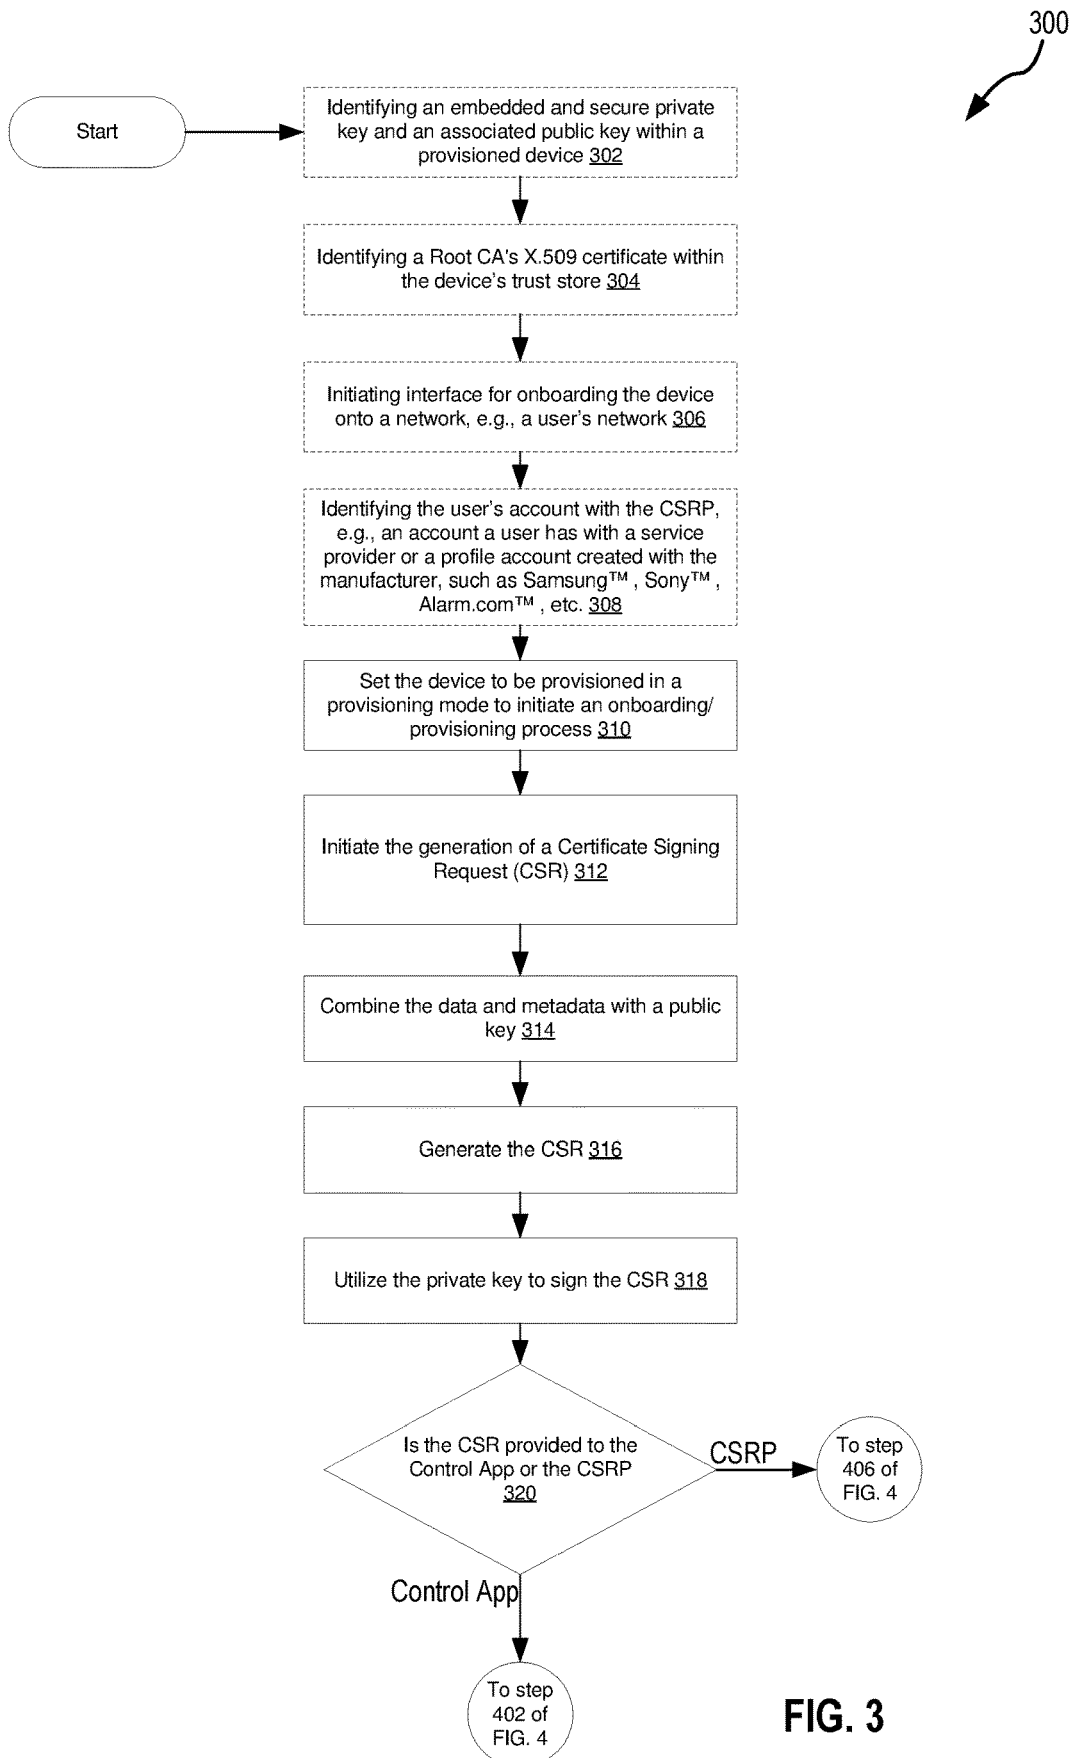 300
Start
Identifying an embedded and secure private
key and an associated public key within a
provisioned device 302
Identifying a Root CA's X.509 certificate within
the device's trust store 304
Initiating interface for onboarding the device
onto a network, e.g., a user's network 306
Identifying the user's account with the CSRP,
e.g., an account a user has with a service
provider or a profile account created with the
manufacturer, such as Samsung™ , Sony™ ,
Alarm.com™ , etc. 308
Set the device to be provisioned in a
provisioning mode to initiate an onboarding/
provisioning process 310
Initiate the generation of a Certificate Signing
Request (CSR) 312
Combine the data and metadata with a public
key 314
Generate the CSR 316
Utilize the private key to sign the CSR 318
Is the CSR provided to the
Control App or the CSRP
320
CSRP
To step
406 of
FIG. 4
Control App
To step
402 of
FIG. 4
FIG. 3